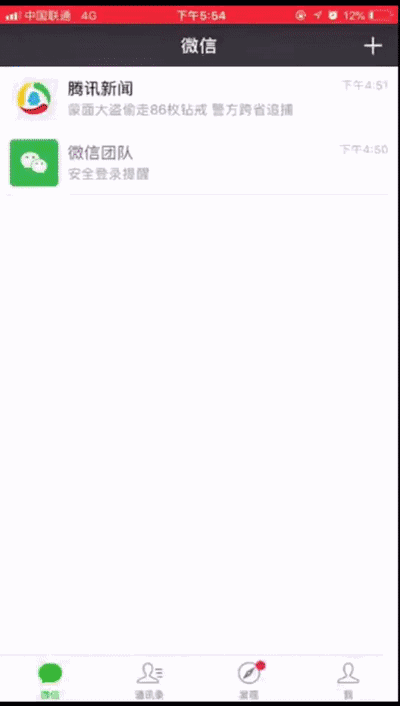 中国联通 4G 下午5:54 12%
微信
腾讯新闻 下午4:51
蒙面大盗偷走86枚钻戒 警方跨省追捕
微信团队 下午4:50
安全登录提醒
微信 通讯录 发现 我